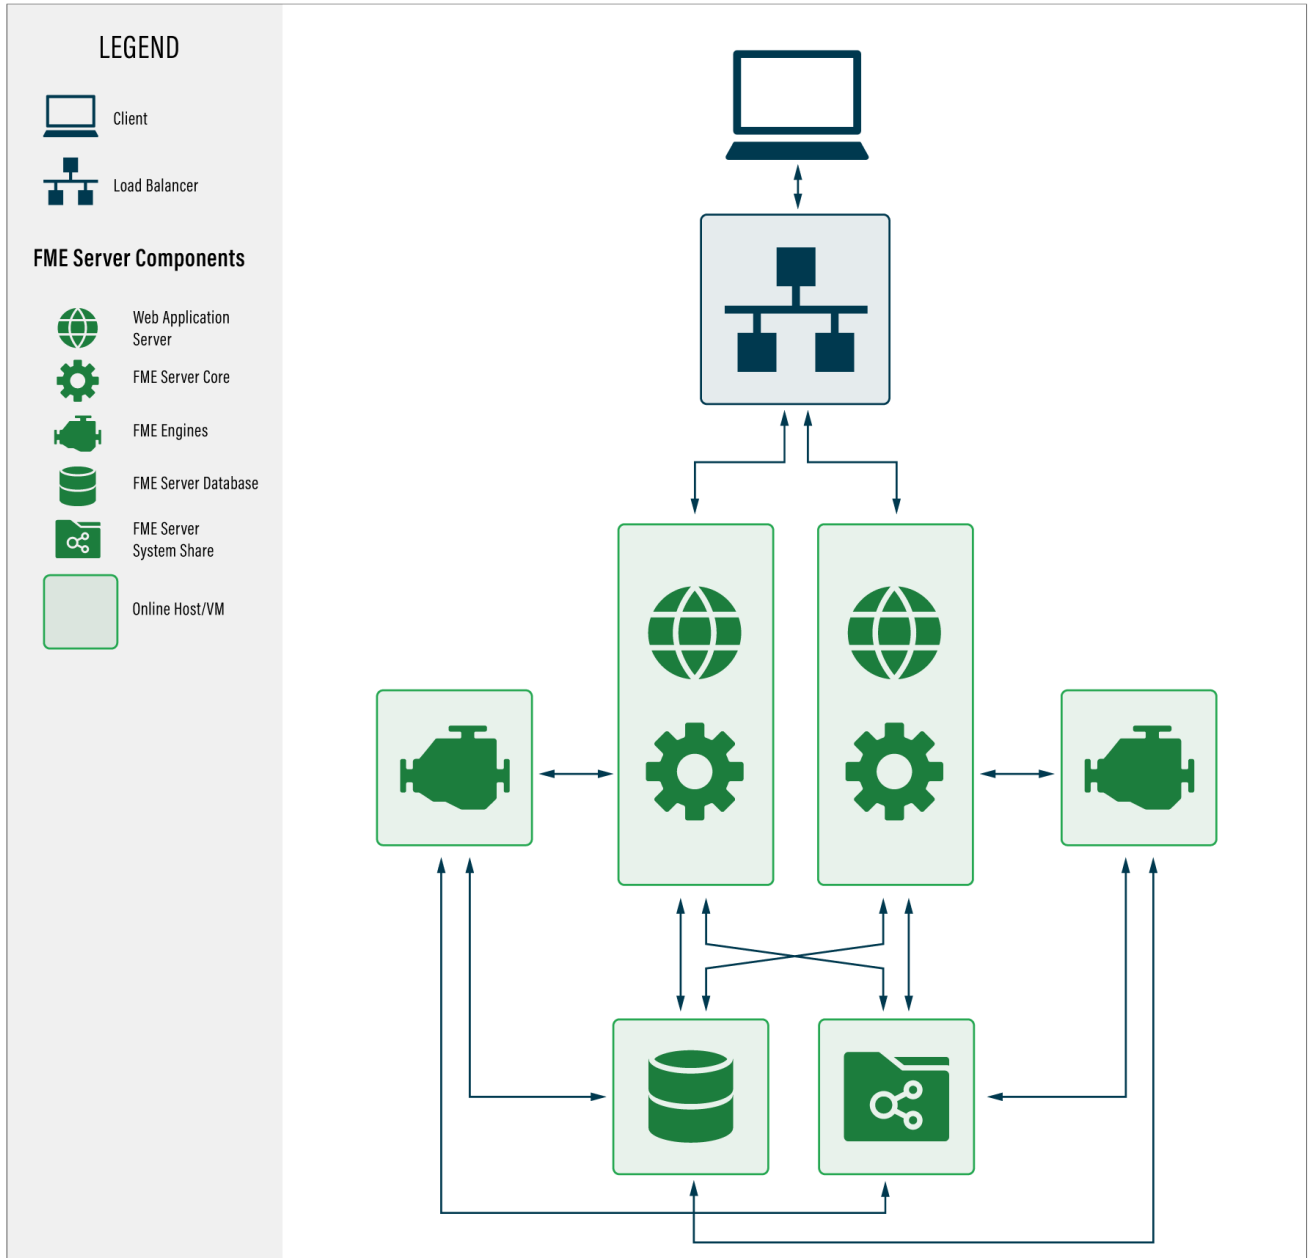 LEGEND
Client
Load Balancer
FME Server Components
Web Application
Server
FME Server Core
FME Engines
FME Server Database
FME Server
System Share
Online Host/VM